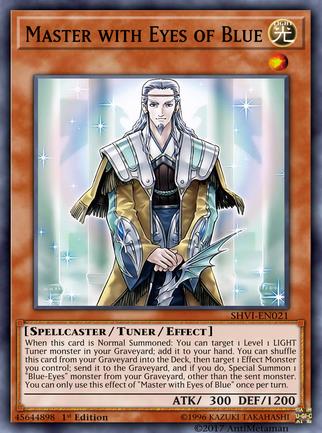 Master with Eyes of Blue
LIGHT
光
SHVI-EN021
[Spellcaster / Tuner / Effect]
When this card is Normal Summoned: You can target 1 Level 1 LIGHT
Tuner monster in your Graveyard; add it to your hand. You can shuffle
this card from your Graveyard into the Deck, then target 1 Effect Monster
you control; send it to the Graveyard, and if you do, Special Summon 1
"Blue-Eyes" monster from your Graveyard, other than the sent monster.
You can only use this effect of "Master with Eyes of Blue" once per turn.
ATK/ 300 DEF/1200
45644898 1st Edition ©1996 KAZUKI TAKAHASHI
©2017 AntiMetaman